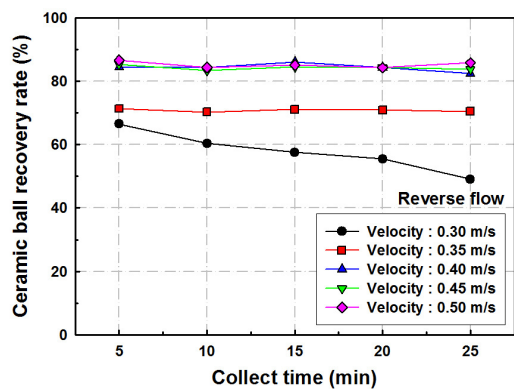 Ceramic ball recovery rate (%)
100
80
60
40
20
0
5
10
15
20
25
Collect time (min)
Reverse flow
Velocity : 0.30 m/s
Velocity : 0.35 m/s
Velocity : 0.40 m/s
Velocity : 0.45 m/s
Velocity : 0.50 m/s